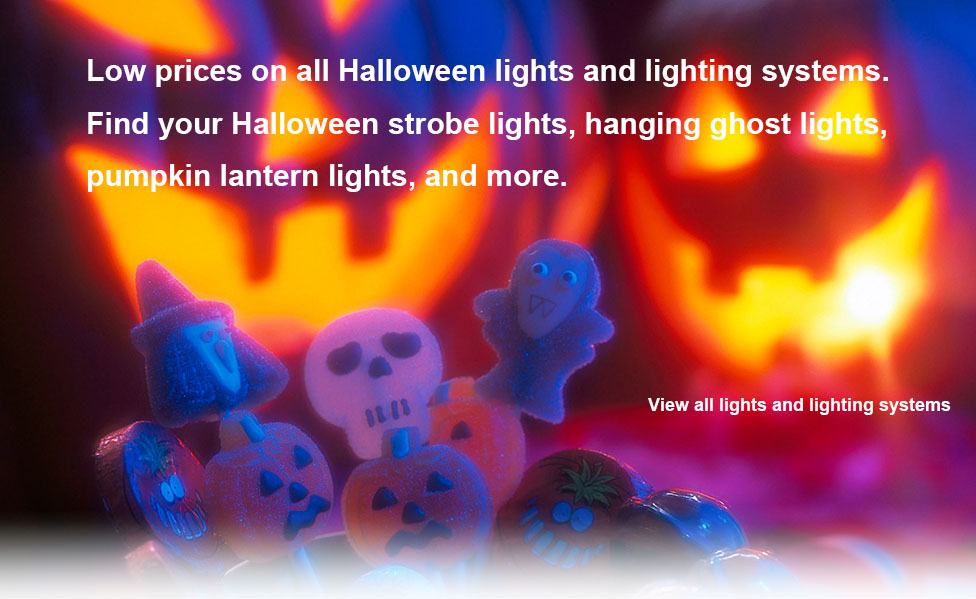 Low prices on all Halloween lights and lighting systems.
Find your Halloween strobe lights, hanging ghost lights,
pumpkin lantern lights, and more.
View all lights and lighting systems